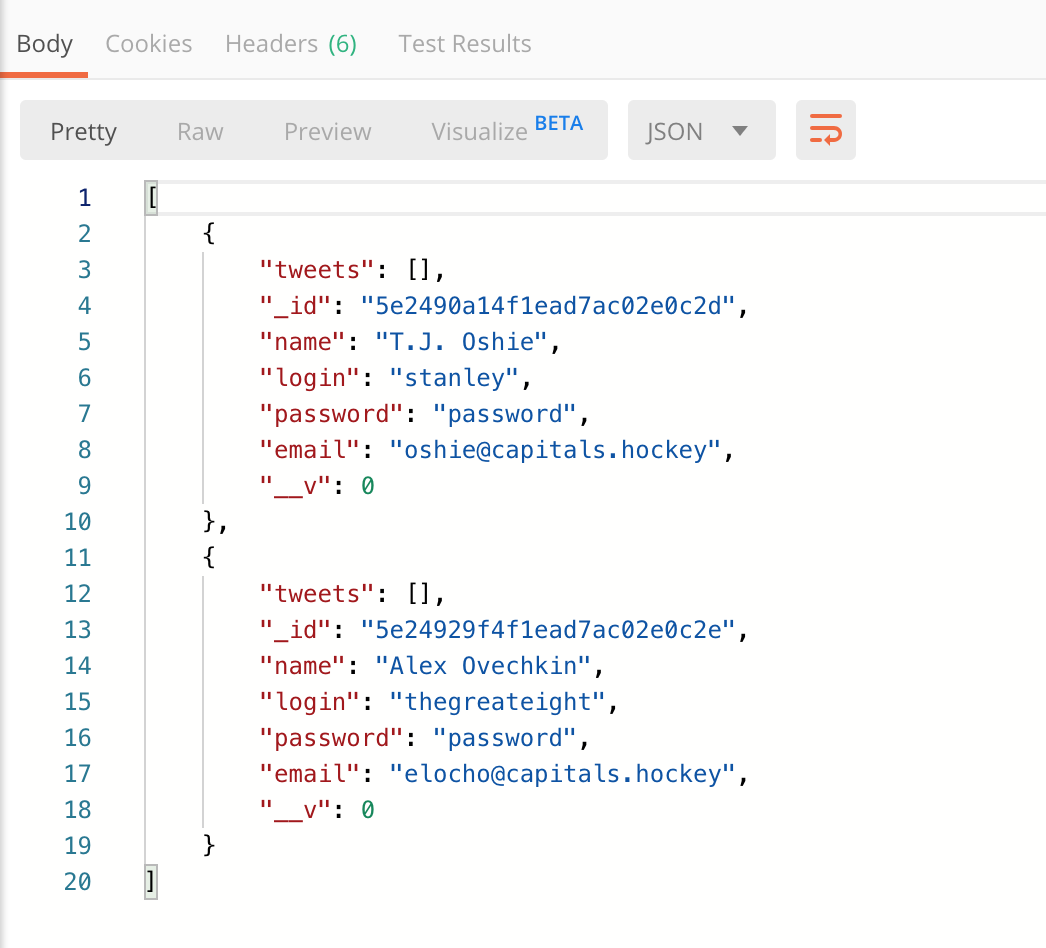 Body Cookies Headers (6) Test Results
Pretty Raw Preview Visualize BETA JSON
1 [
2 {
3 "tweets": [],
4 "_id": "5e2490a14f1ead7ac02e0c2d",
5 "name": "T.J. Oshie",
6 "login": "stanley",
7 "password": "password",
8 "email": "oshie@capitals.hockey",
9 "__v": 0
10 },
11 {
12 "tweets": [],
13 "_id": "5e24929f4f1ead7ac02e0c2e",
14 "name": "Alex Ovechkin",
15 "login": "thegreateight",
16 "password": "password",
17 "email": "elocho@capitals.hockey",
18 "__v": 0
19 }
20 ]